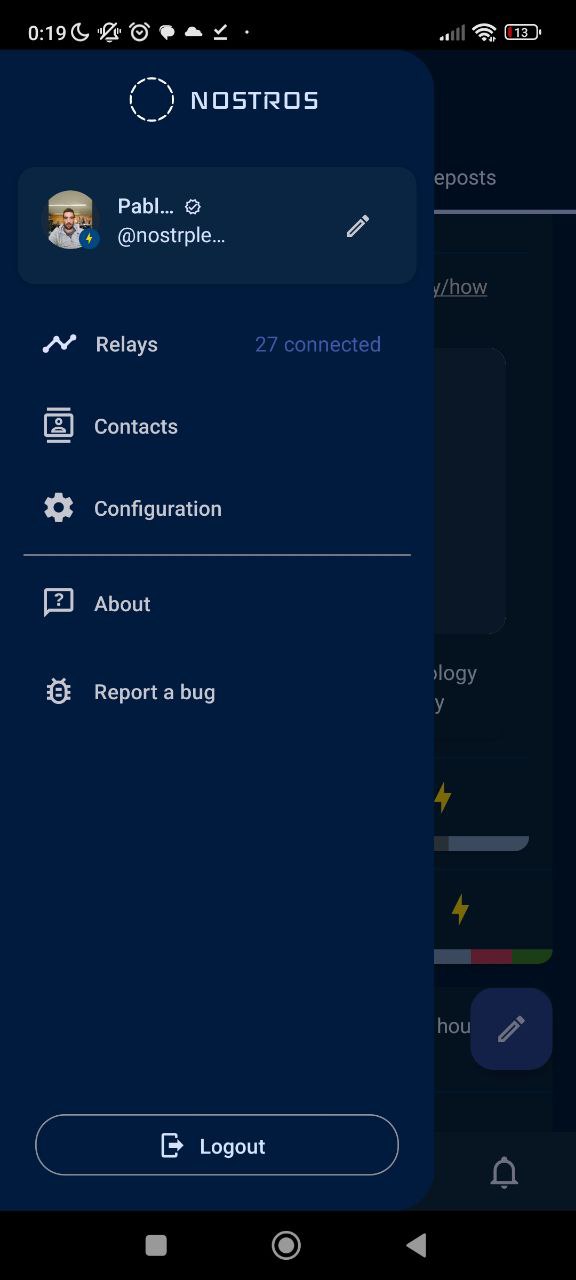 0:19
13
NOSTROS
eposts
Pabl...
@nostrple...
y/how
Relays
27 connected
Contacts
Configuration
About
ology
y
Report a bug
hou
Logout